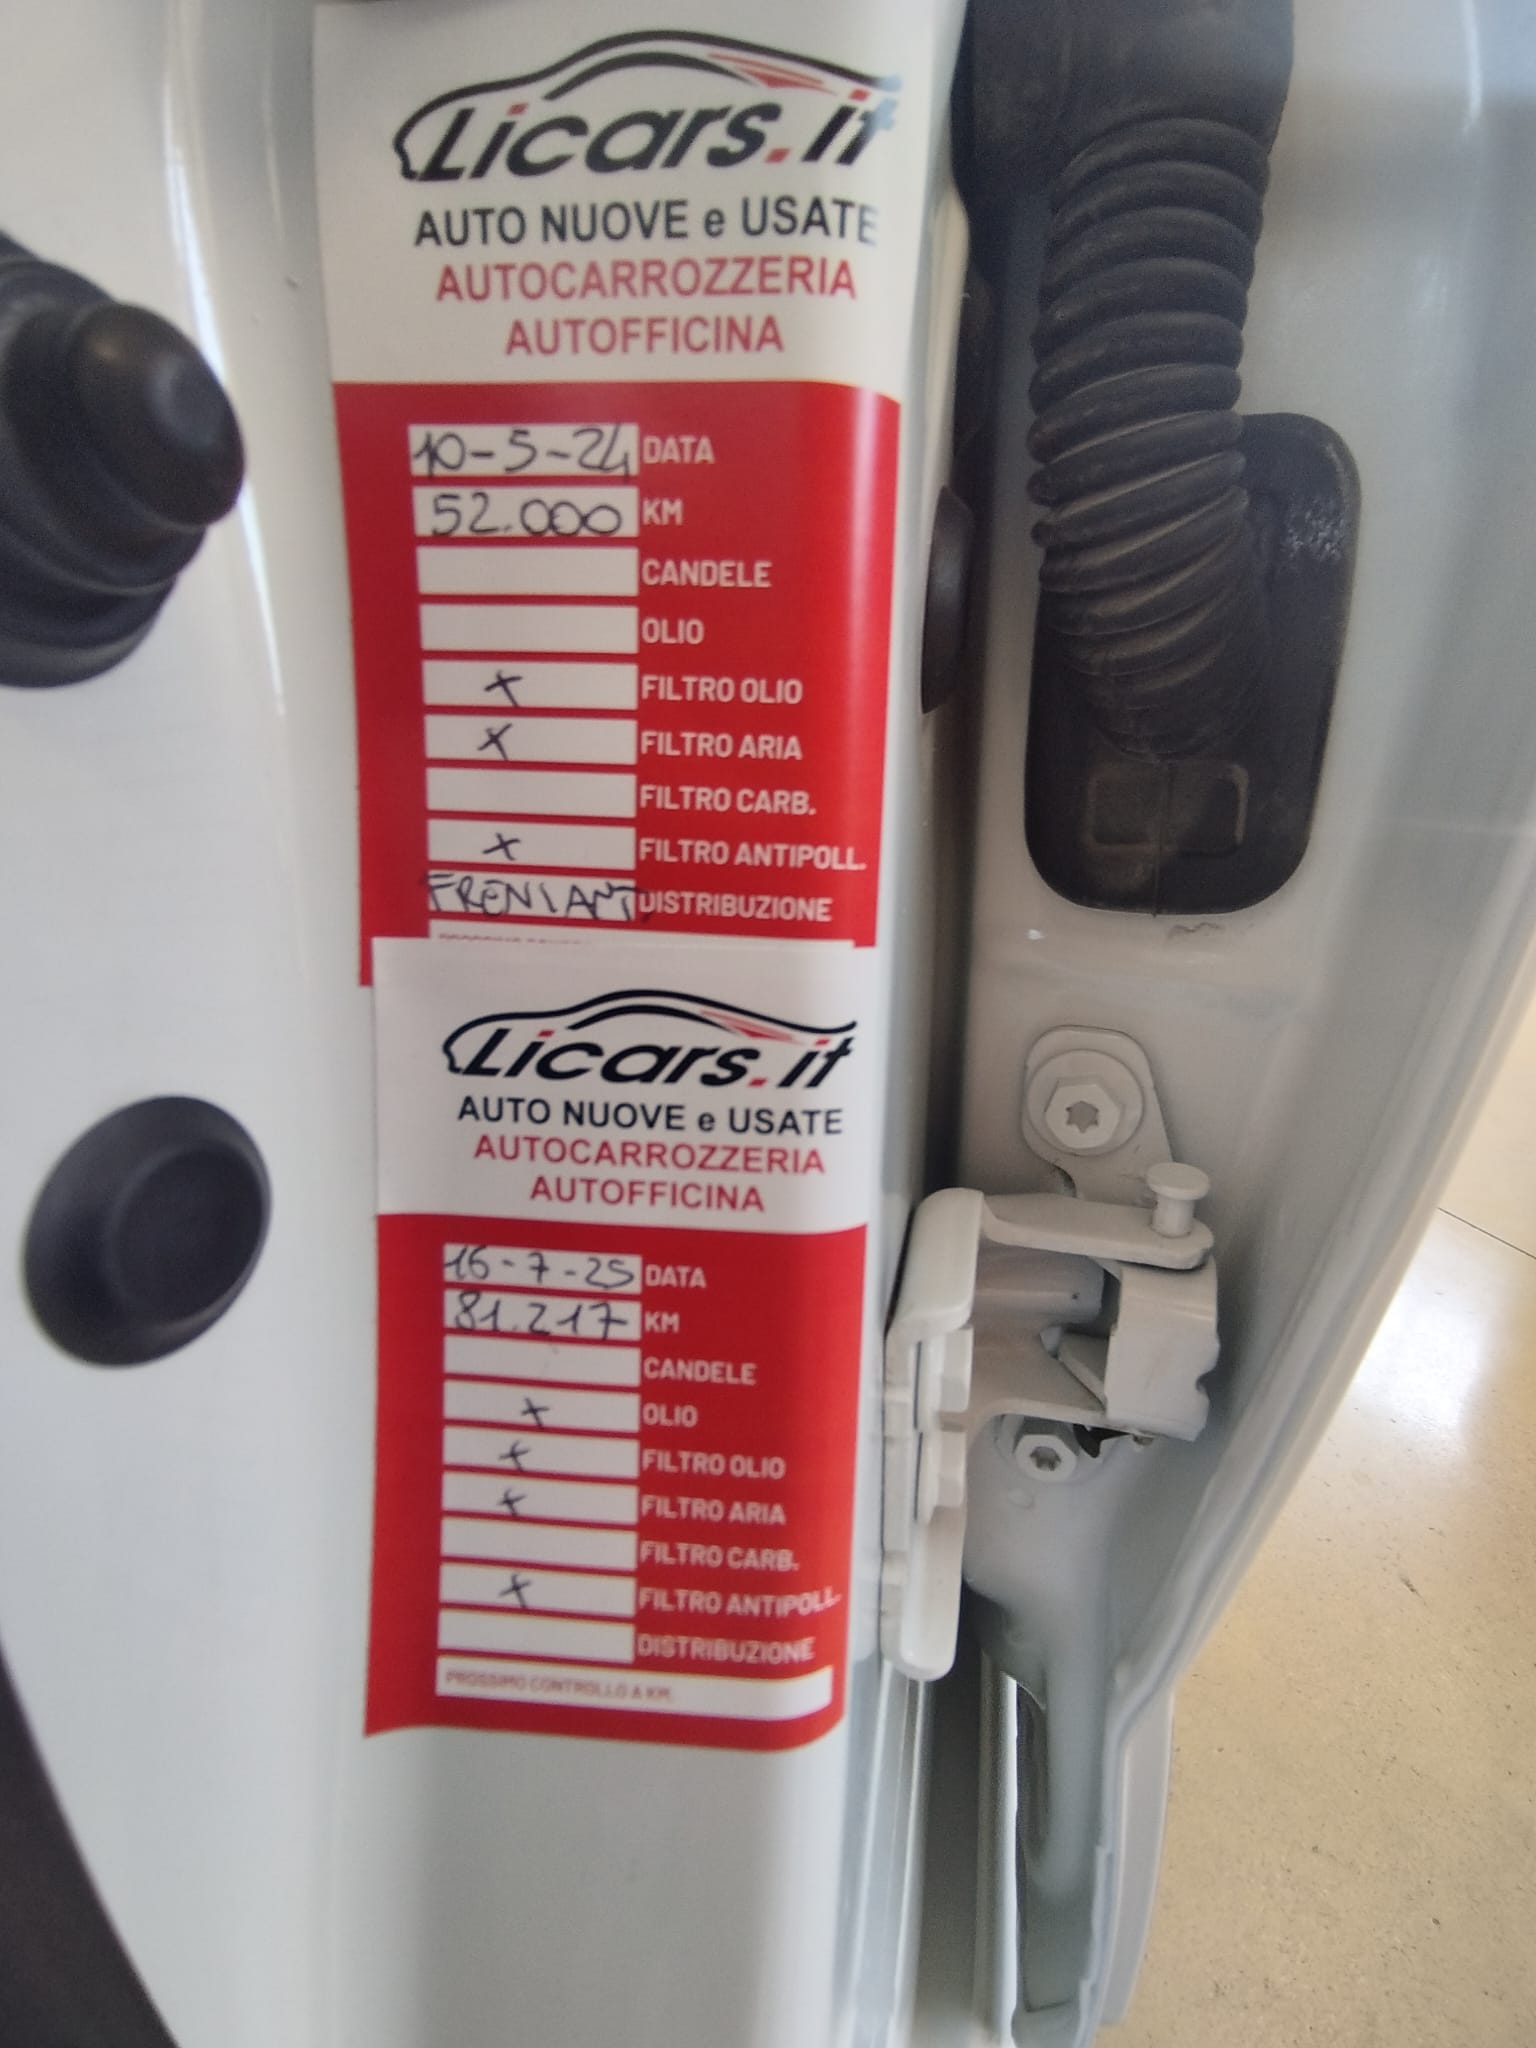 Licars.it
AUTO NUOVE e USATE
AUTOCARROZZERIA
AUTOFFICINA
10-5-24 DATA
52.000 KM
CANDELE
OLIO
x FILTRO OLIO
x FILTRO ARIA
FILTRO CARB.
x FILTRO ANTIPOLL.
FRENI ANT DISTRIBUZIONE
Licars.it
AUTO NUOVE e USATE
AUTOCARROZZERIA
AUTOFFICINA
16-7-25 DATA
81.217 KM
CANDELE
x OLIO
x FILTRO OLIO
x FILTRO ARIA
FILTRO CARB.
x FILTRO ANTIPOLL.
DISTRIBUZIONE
PROSSIMO CONTROLLO A KM.